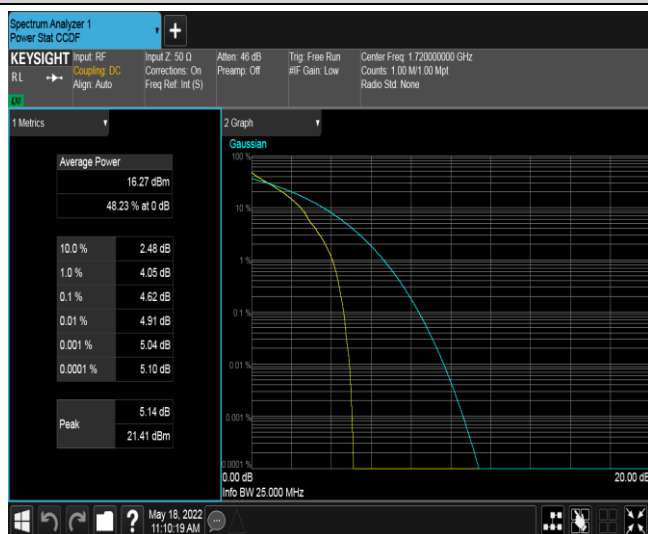 Spectrum Analyzer 1
Power Stat CCDF
+
KEYSIGHT
RL
Input: RF
Coupling: DC
Align: Auto
Input Z: 50 Ω
Corrections: On
Freq Ref: Int (S)
Atten: 46 dB
Preamp: Off
Trig: Free Run
#IF Gain: Low
Center Freq: 1.720000000 GHz
Counts: 1.00 M/1.00 Mpt
Radio Std: None
1 Metrics
Average Power
16.27 dBm
48.23 % at 0 dB
10.0 % 2.48 dB
1.0 % 4.05 dB
0.1 % 4.62 dB
0.01 % 4.91 dB
0.001 % 5.04 dB
0.0001 % 5.10 dB
Peak
5.14 dB
21.41 dBm
2 Graph
Gaussian
100 %
10 %
1 %
0.1 %
0.01 %
0.001 %
0.0001 %
0.00 dB
20.00 dB
Info BW 25.000 MHz
?
May 18, 2022
11:10:19 AM